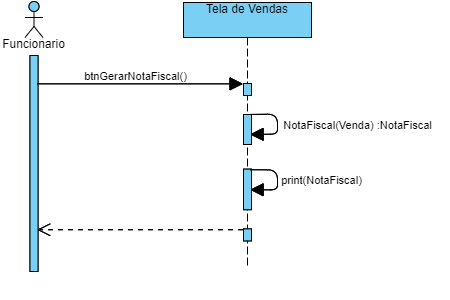 Tela de Vendas
Funcionario
btnGerarNotaFiscal()
NotaFiscal(Venda) :NotaFiscal
print(NotaFiscal)